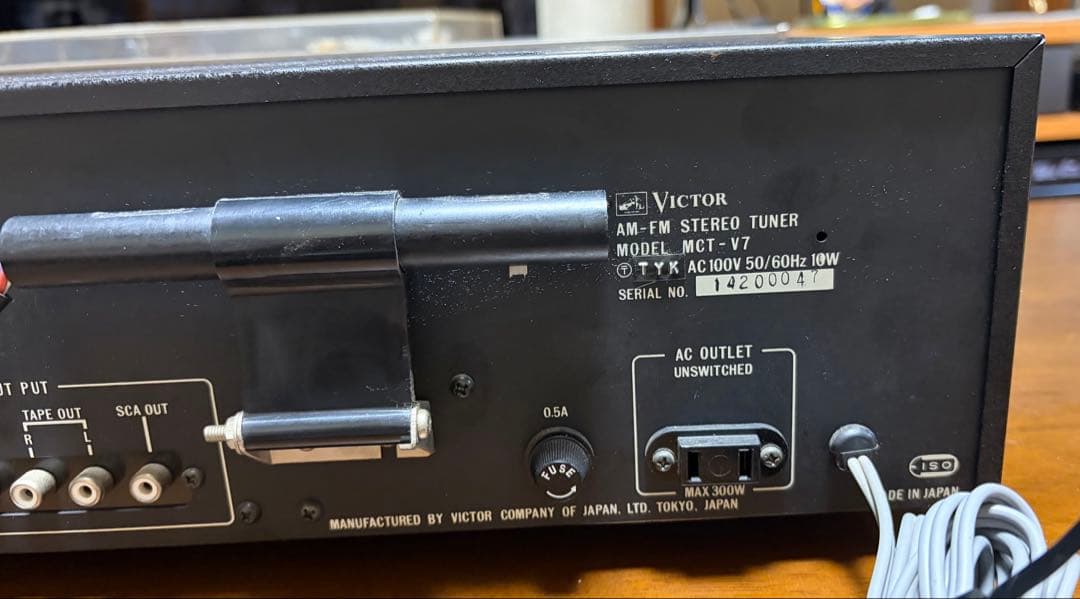 VICTOR
AM-FM STEREO TUNER
MODEL MCT-V7
T TYK AC100V 50/60Hz 10W
SERIAL NO. 14200047
AC OUTLET
UNSWITCHED
UT PUT
TAPE OUT
SCA OUT
R
L
0.5A
FUSE
MAX 300W
ISO
DE IN JAPAN
MANUFACTURED BY VICTOR COMPANY OF JAPAN, LTD. TOKYO, JAPAN